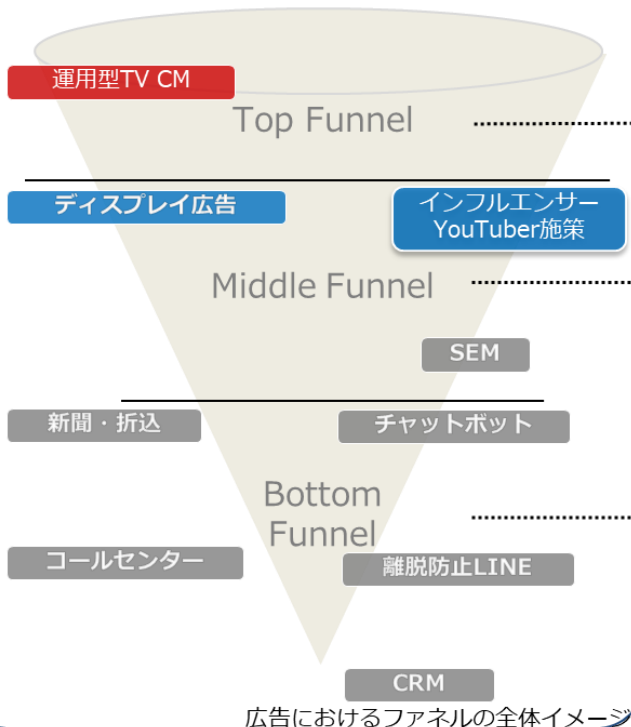 運用型TV CM
Top Funnel
ディスプレイ広告
インフルエンサー
YouTuber施策
Middle Funnel
SEM
新聞・折込
チャットボット
Bottom
Funnel
コールセンター
離脱防止LINE
CRM
広告におけるファネルの全体イメージ